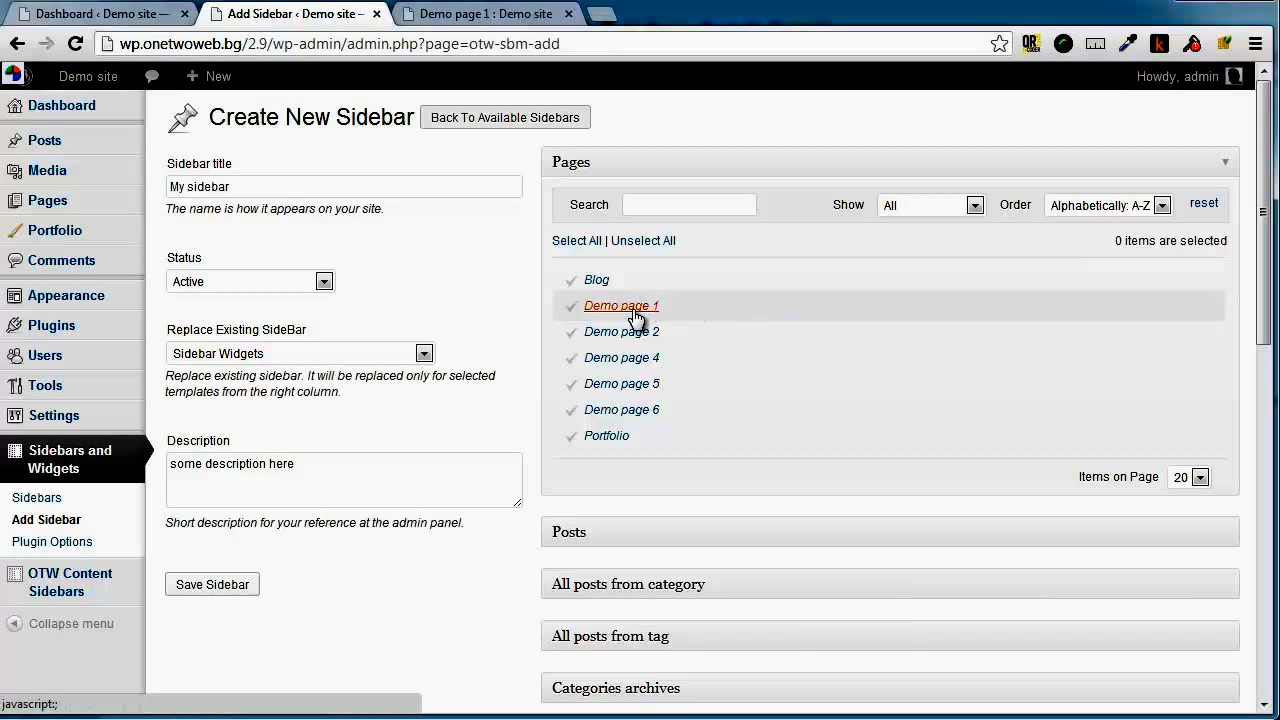 Dashboard ‹ Demo site —
Add Sidebar ‹ Demo site —
Demo page 1 : Demo site
wp.onetwoweb.bg/2.9/wp-admin/admin.php?page=otw-sbm-add
Demo site
New
Howdy, admin
Dashboard
Posts
Media
Pages
Portfolio
Comments
Appearance
Plugins
Users
Tools
Settings
Sidebars and
Widgets
Sidebars
Add Sidebar
Plugin Options
OTW Content
Sidebars
Collapse menu
Create New Sidebar
Back To Available Sidebars
Sidebar title
My sidebar
The name is how it appears on your site.
Status
Active
Replace Existing SideBar
Sidebar Widgets
Replace existing sidebar. It will be replaced only for selected
templates from the right column.
Description
some description here
Short description for your reference at the admin panel.
Save Sidebar
Pages
Search
Show
All
Order
Alphabetically: A-Z
reset
Select All | Unselect All
0 items are selected
Blog
Demo page 1
Demo page 2
Demo page 4
Demo page 5
Demo page 6
Portfolio
Items on Page
20
Posts
All posts from category
All posts from tag
Categories archives
javascript:;